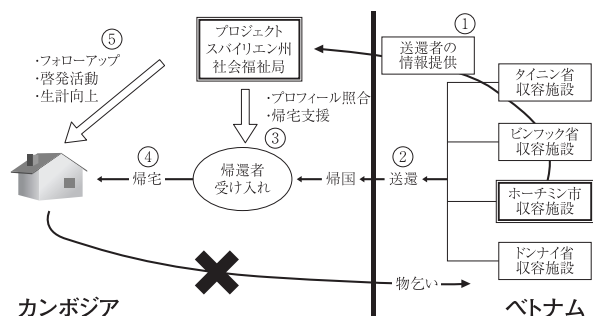 ⑤
・フォローアップ
・啓発活動
・生計向上
プロジェクト
スバイリエン州
社会福祉局
①
送還者の
情報提供
タイニン省
収容施設
・プロフィール照合
・帰宅支援
ビンフック省
収容施設
③
④
帰宅
帰還者
受け入れ
帰国
②
送還
ホーチミン市
収容施設
ドンナイ省
収容施設
物乞い
カンボジア
ベトナム